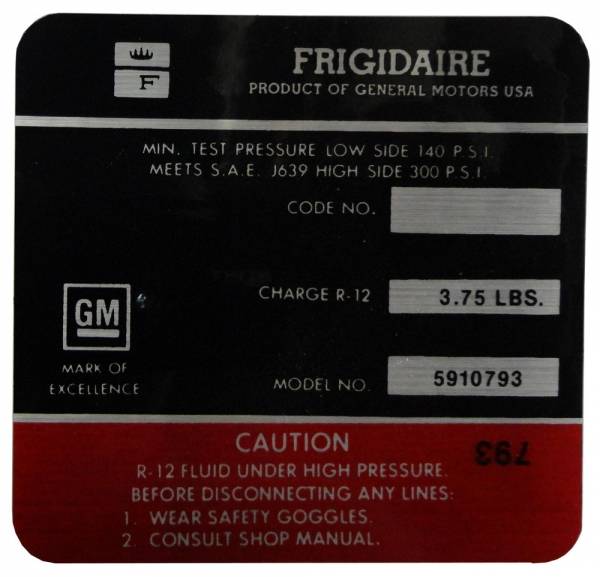 F
FRIGIDAIRE
PRODUCT OF GENERAL MOTORS USA
MIN. TEST PRESSURE LOW SIDE 140 P.S.I.
MEETS S.A.E. J639 HIGH SIDE 300 P.S.I.
CODE NO.
CHARGE R-12 3.75 LBS.
GM
MARK OF
EXCELLENCE
MODEL NO. 5910793
CAUTION
793
R-12 FLUID UNDER HIGH PRESSURE.
BEFORE DISCONNECTING ANY LINES:
1. WEAR SAFETY GOGGLES.
2. CONSULT SHOP MANUAL.